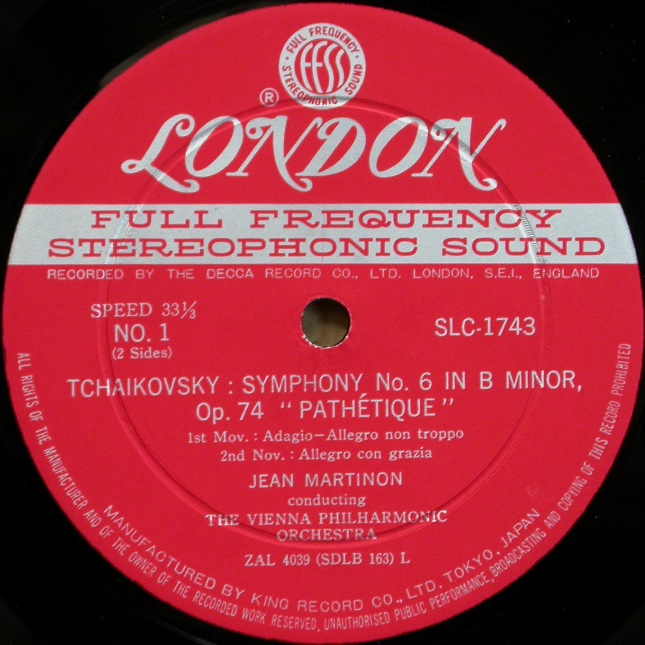 · FULL FREQUENCY ·
STEREOPHONIC SOUND
FFSS
®
LONDON
FULL FREQUENCY
STEREOPHONIC SOUND
RECORDED BY THE DECCA RECORD CO., LTD. LONDON, S.E.I., ENGLAND
SPEED 33⅓
NO. 1
(2 Sides)
SLC-1743
TCHAIKOVSKY : SYMPHONY No. 6 IN B MINOR,
Op. 74 “ PATHÉTIQUE ”
1st Mov. : Adagio—Allegro non troppo
2nd Nov. : Allegro con grazia
JEAN MARTINON
conducting
THE VIENNA PHILHARMONIC
ORCHESTRA
ZAL 4039 (SDLB 163) L
MANUFACTURED BY KING RECORD CO., LTD. TOKYO, JAPAN
ALL RIGHTS OF THE MANUFACTURER AND OF THE OWNER OF THE RECORDED WORK RESERVED, UNAUTHORISED PUBLIC PERFORMANCE, BROADCASTING AND COPYING OF THIS RECORD PROHIBITED